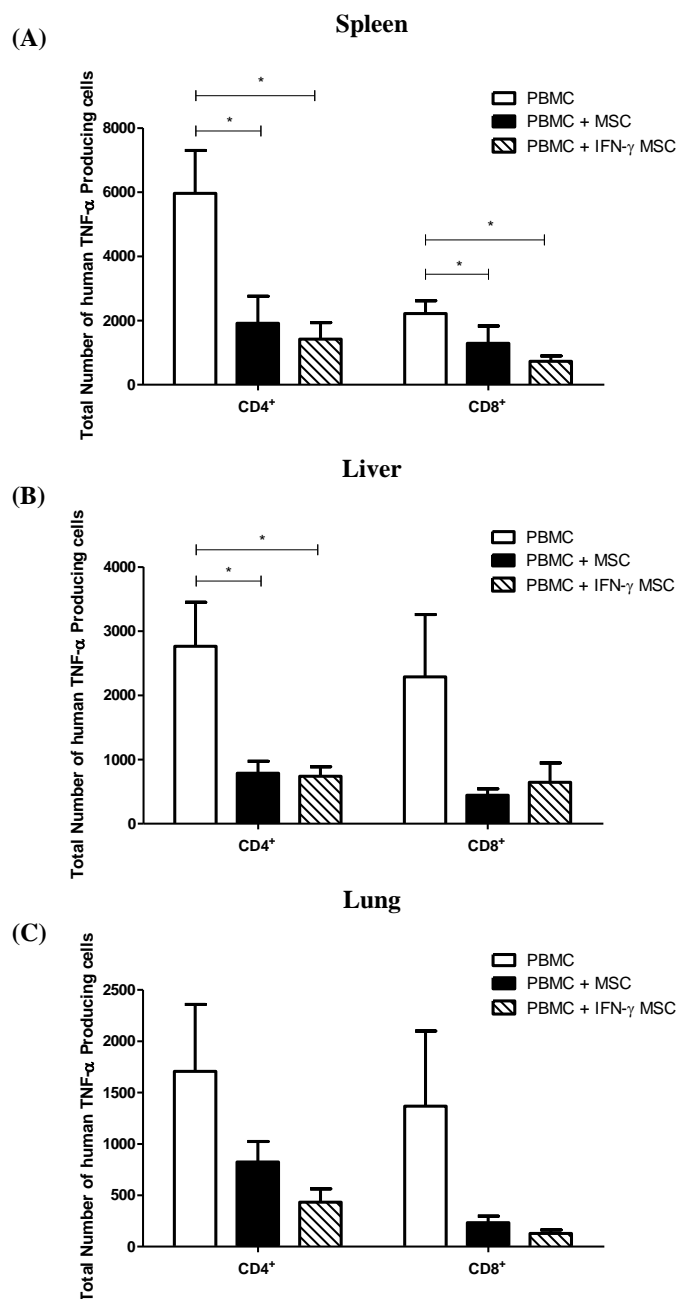 Spleen
(A)
Total Number of human TNF-α Producing cells
8000
6000
4000
2000
0
*
*
*
*
PBMC
PBMC + MSC
PBMC + IFN-γ MSC
CD4⁺
CD8⁺
Liver
(B)
Total Number of human TNF-α Producing cells
4000
3000
2000
1000
0
*
*
PBMC
PBMC + MSC
PBMC + IFN-γ MSC
CD4⁺
CD8⁺
Lung
(C)
Total Number of human TNF-α Producing cells
2500
2000
1500
1000
500
0
PBMC
PBMC + MSC
PBMC + IFN-γ MSC
CD4⁺
CD8⁺